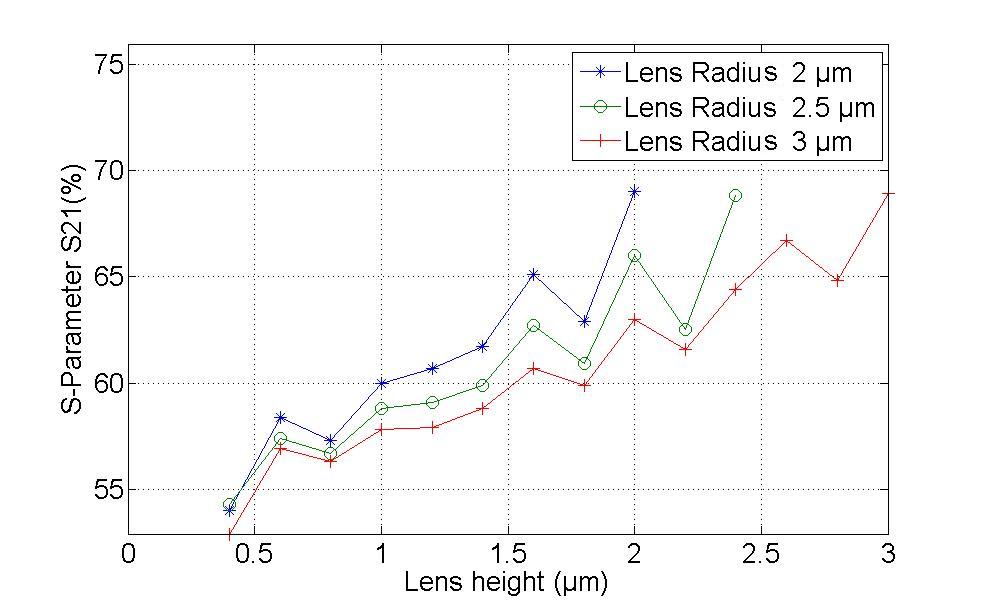 75
70
65
60
55
S-Parameter S21(%)
Lens Radius 2 µm
Lens Radius 2.5 µm
Lens Radius 3 µm
0 0.5 1 1.5 2 2.5 3
Lens height (µm)